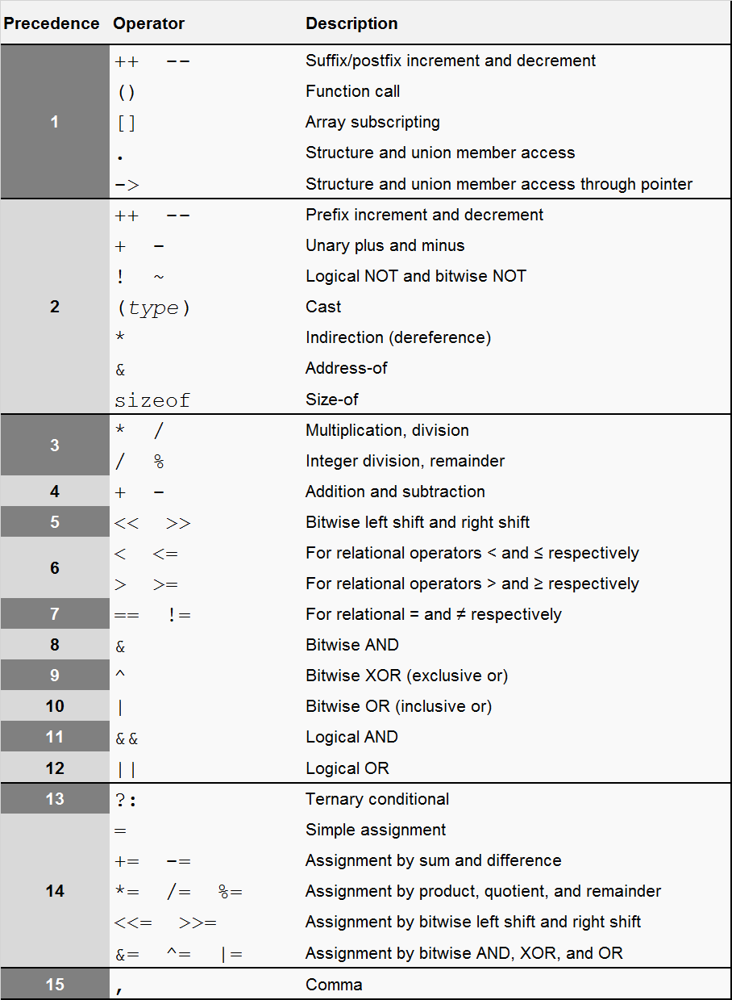 Precedence Operator Description
++ -- Suffix/postfix increment and decrement
() Function call
1 [] Array subscripting
. Structure and union member access
-> Structure and union member access through pointer
++ -- Prefix increment and decrement
+ - Unary plus and minus
! ~ Logical NOT and bitwise NOT
2 (type) Cast
* Indirection (dereference)
& Address-of
sizeof Size-of
3 * / Multiplication, division
/ % Integer division, remainder
4 + - Addition and subtraction
5 << >> Bitwise left shift and right shift
6 < <= For relational operators < and ≤ respectively
> >= For relational operators > and ≥ respectively
7 == != For relational = and ≠ respectively
8 & Bitwise AND
9 ^ Bitwise XOR (exclusive or)
10 | Bitwise OR (inclusive or)
11 && Logical AND
12 || Logical OR
13 ?: Ternary conditional
= Simple assignment
+= -= Assignment by sum and difference
14 *= /= %= Assignment by product, quotient, and remainder
<<= >>= Assignment by bitwise left shift and right shift
&= ^= |= Assignment by bitwise AND, XOR, and OR
15 , Comma